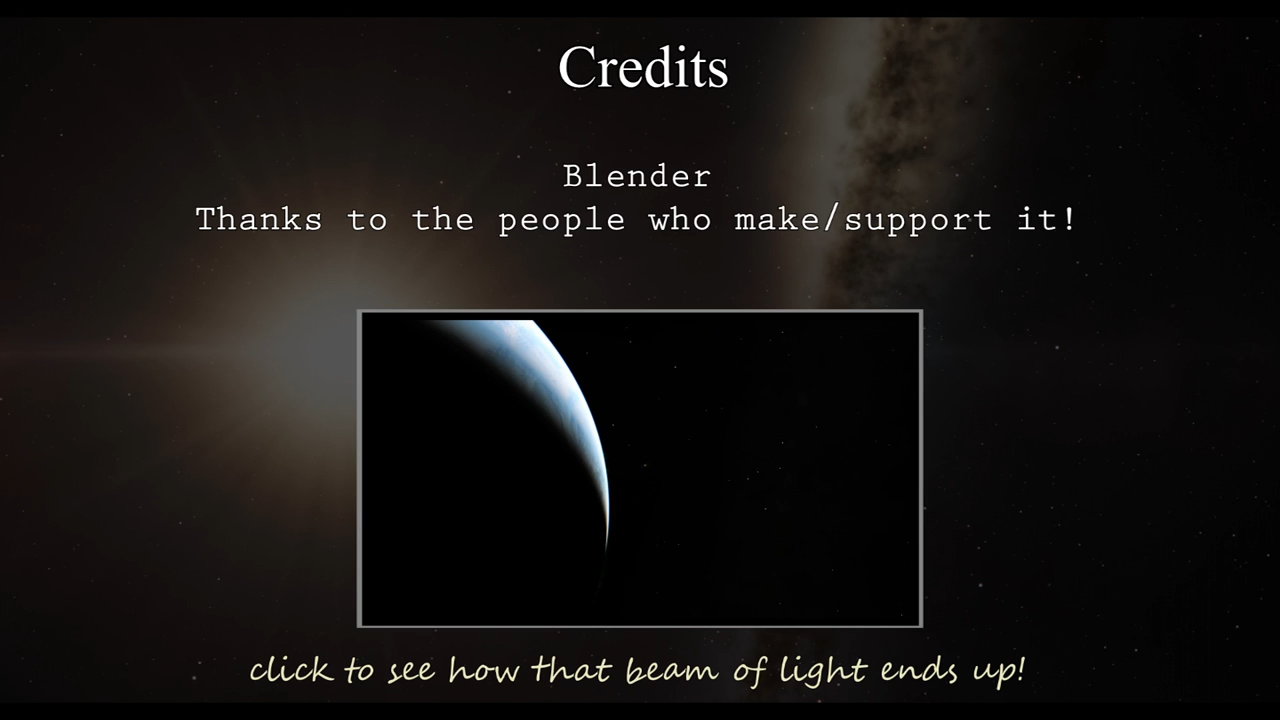 Credits
Blender
Thanks to the people who make/support it!
click to see how that beam of light ends up!